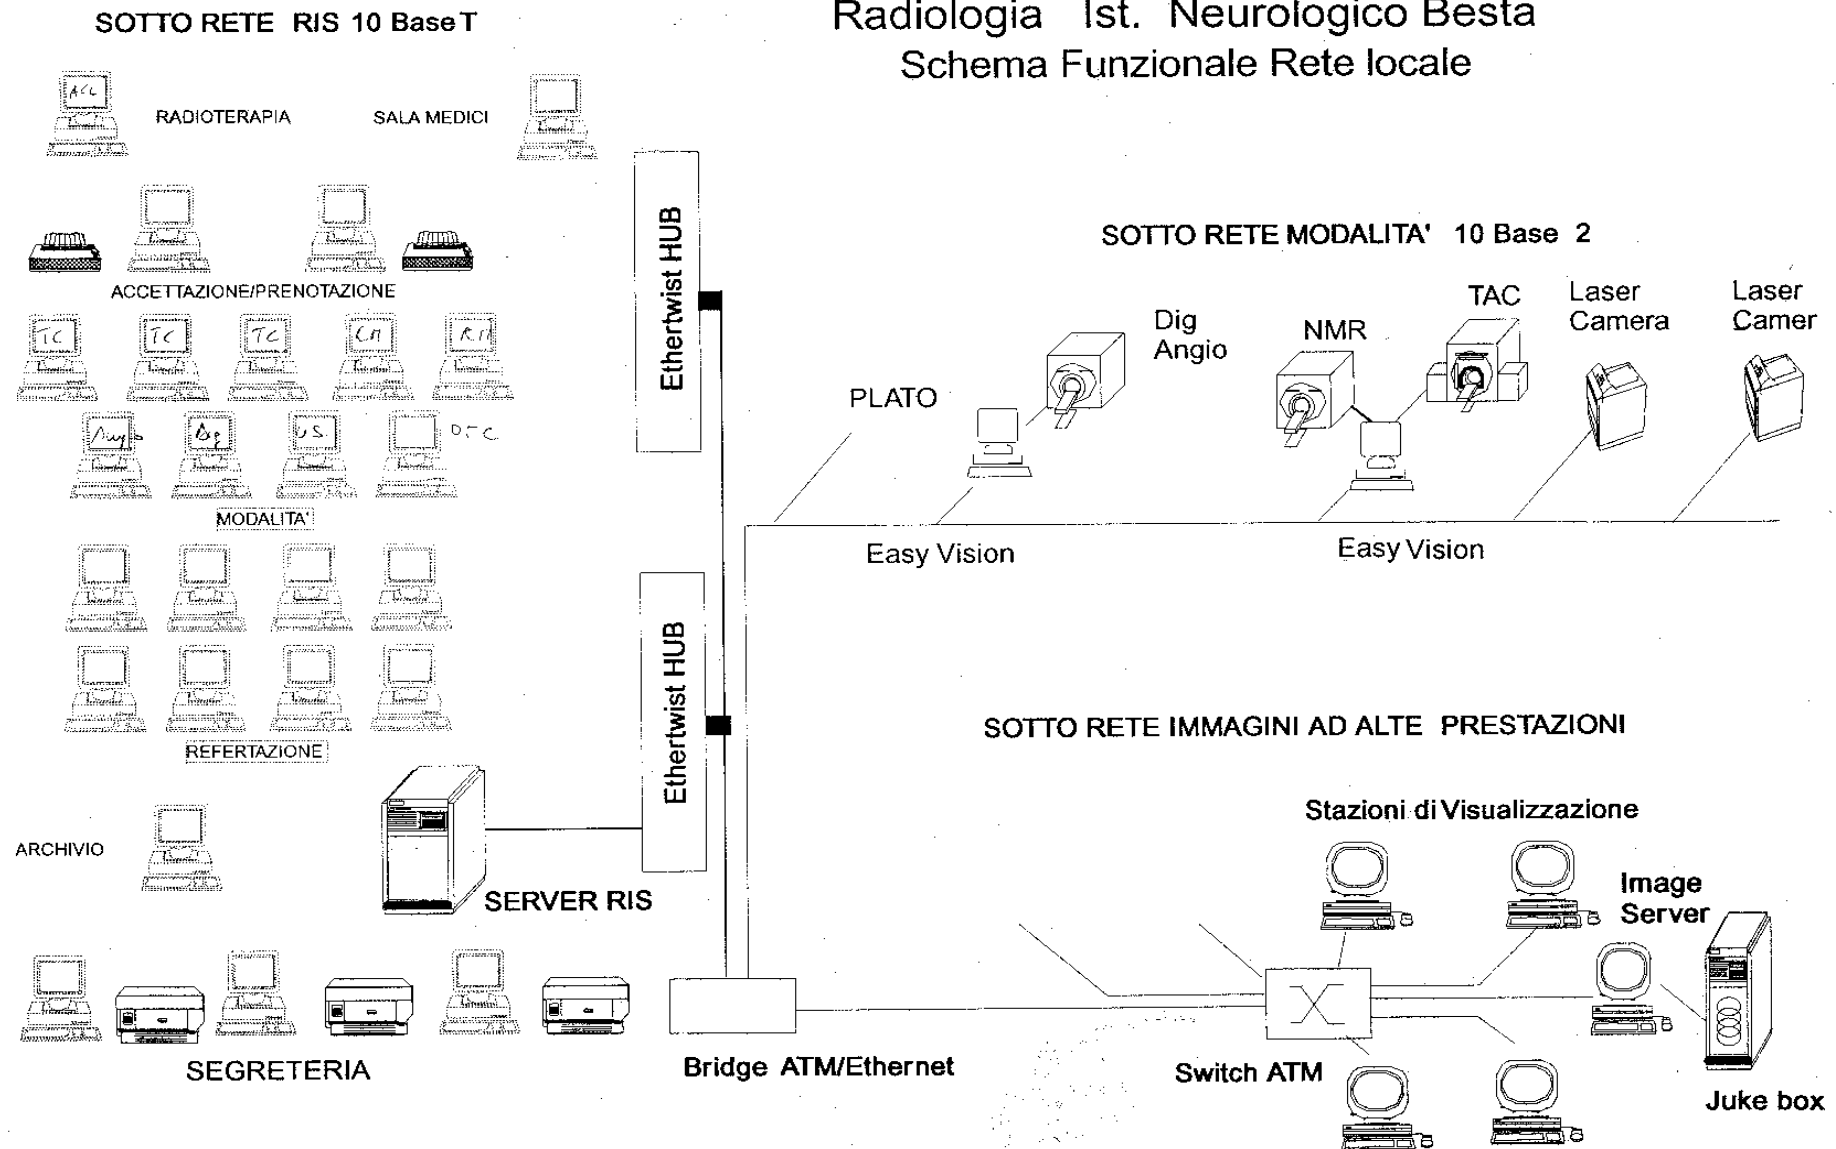 SOTTO RETE RIS 10 Base T
Radiologia Ist. Neurologico Besta
Schema Funzionale Rete locale
ACL
RADIOTERAPIA
SALA MEDICI
ACCETTAZIONE/PRENOTAZIONE
TC
TC
TC
R.M
U.S.
MODALITA'
REFERTAZIONE
ARCHIVIO
SERVER RIS
SEGRETERIA
Ethertwist HUB
Ethertwist HUB
SOTTO RETE MODALITA' 10 Base 2
PLATO
Dig
Angio
NMR
TAC
Laser
Camera
Laser
Camer
Easy Vision
Easy Vision
SOTTO RETE IMMAGINI AD ALTE PRESTAZIONI
Stazioni di Visualizzazione
Image
Server
Bridge ATM/Ethernet
Switch ATM
Juke box